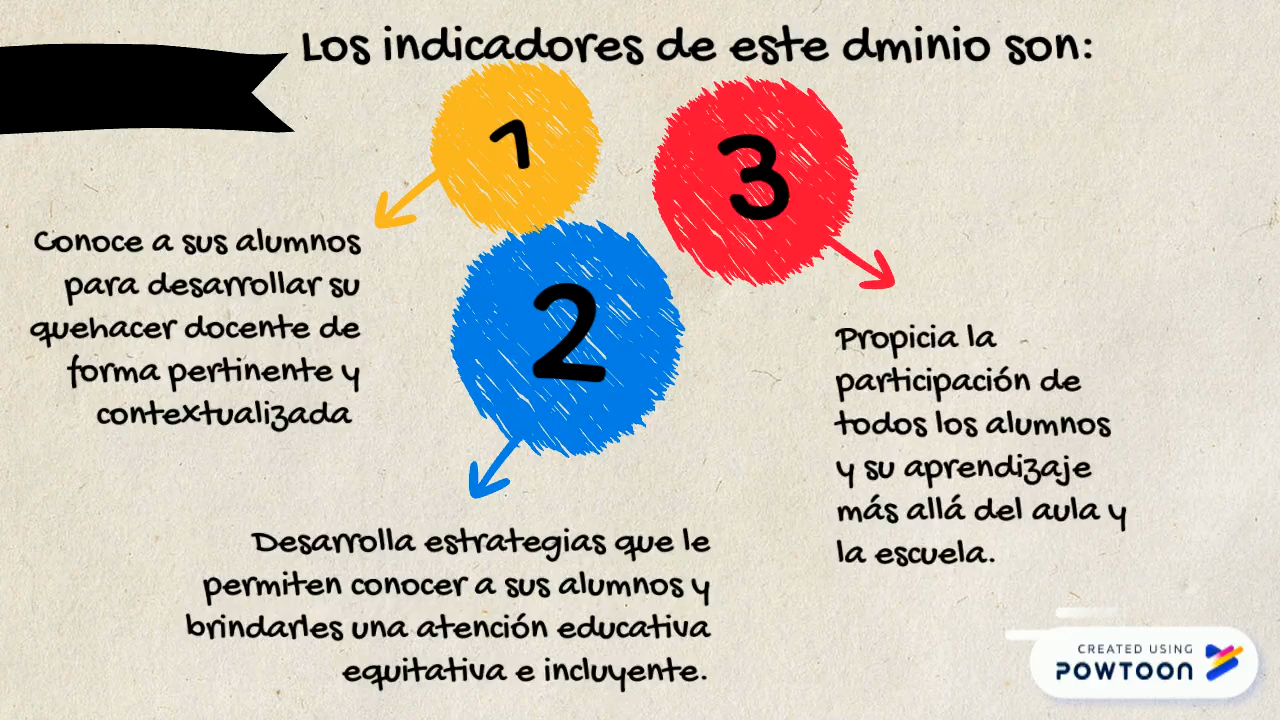 Los indicadores de este dminio son:
1
Conoce a sus alumnos
para desarrollar su
quehacer docente de
forma pertinente y
contextualizada
2
Desarrolla estrategias que le
permiten conocer a sus alumnos y
brindarles una atención educativa
equitativa e incluyente.
3
Propicia la
participación de
todos los alumnos
y su aprendizaje
más allá del aula y
la escuela.
CREATED USING
POWTOON